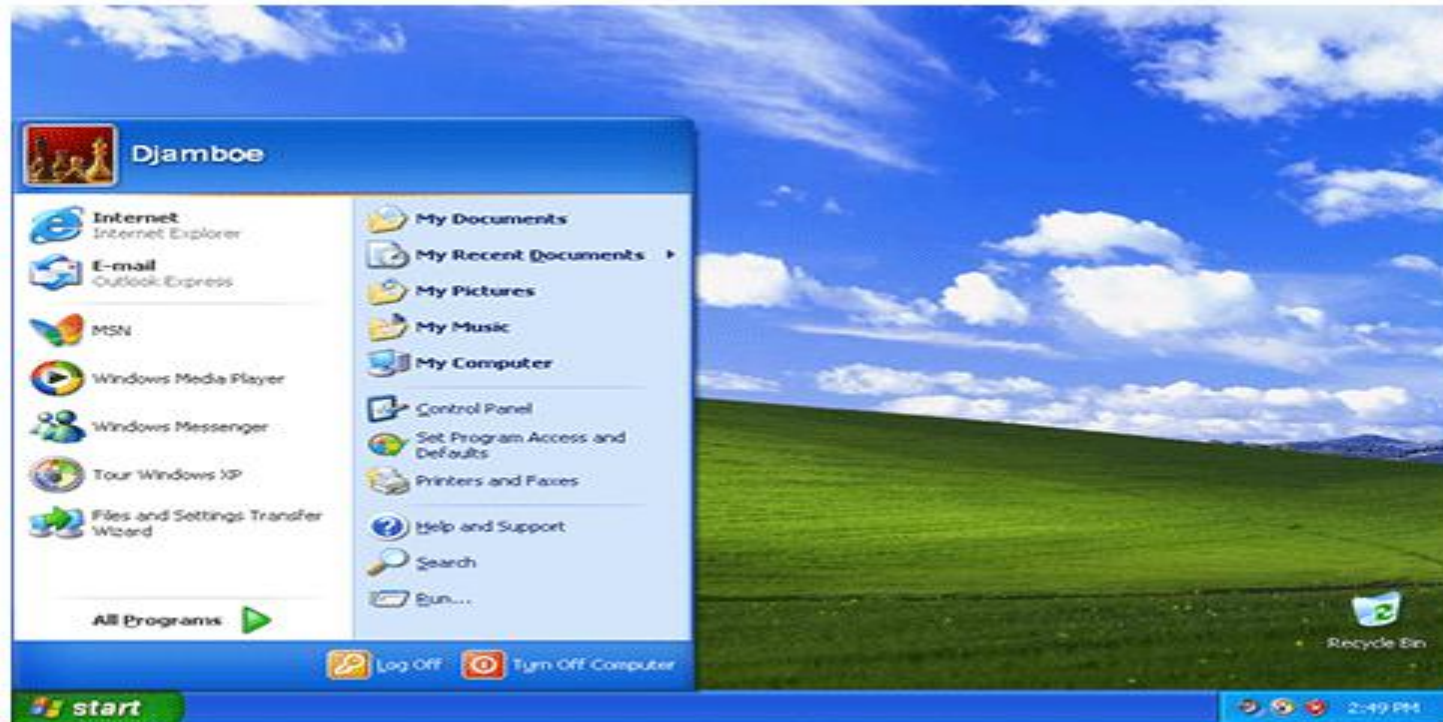 Djamboe
Internet
Internet Explorer
E-mail
Outlook Express
MSN
Windows Media Player
Windows Messenger
Tour Windows XP
Files and Settings Transfer
Wizard
All Programs
My Documents
My Recent Documents
My Pictures
My Music
My Computer
Control Panel
Set Program Access and
Defaults
Printers and Faxes
Help and Support
Search
Run...
Log Off
Turn Off Computer
Recycle Bin
start
2:49 PM